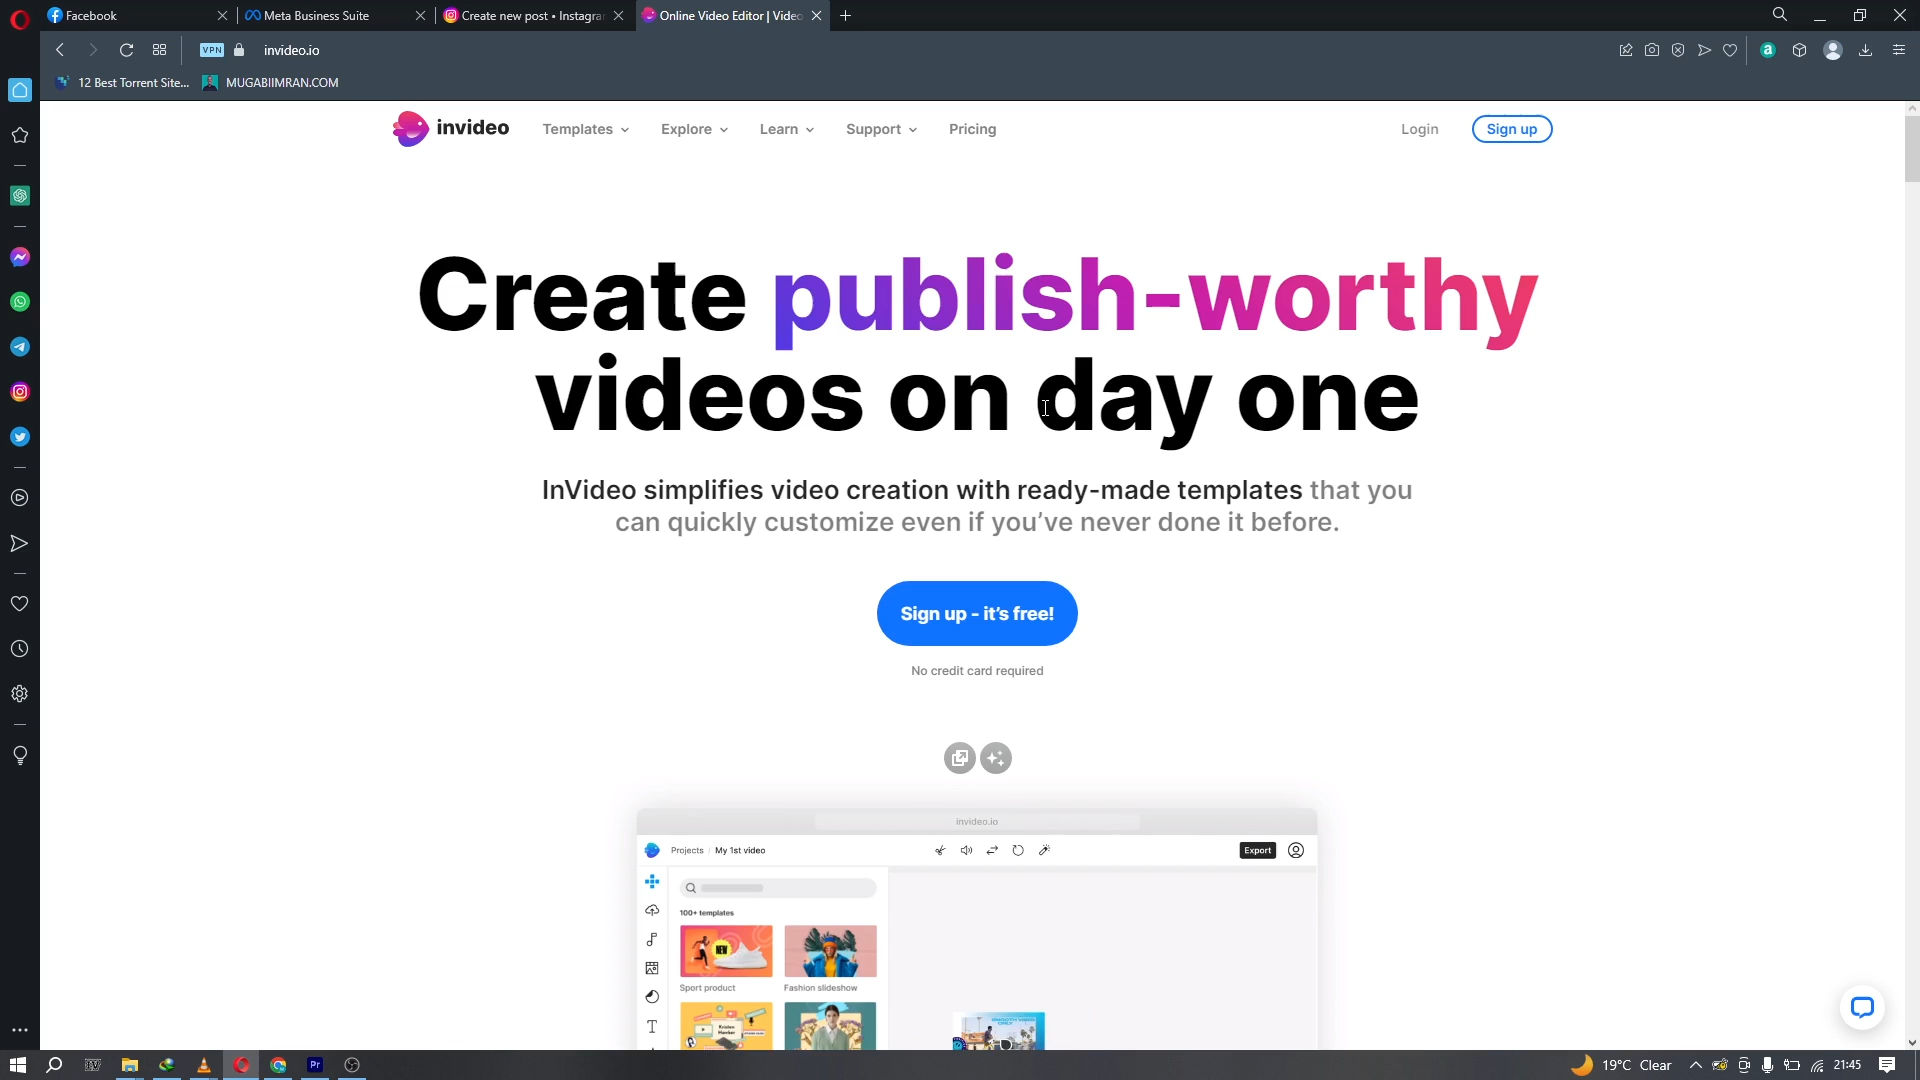 Facebook
Meta Business Suite
Create new post • Instagra
Online Video Editor | Video
VPN
invideo.io
12 Best Torrent Site...
MUGABIIMRAN.COM
invideo
Templates
Explore
Learn
Support
Pricing
Login
Sign up
Create publish-worthy
videos on day one
InVideo simplifies video creation with ready-made templates that you
can quickly customize even if you’ve never done it before.
Sign up - it’s free!
No credit card required
invideo.io
Projects / My 1st video
Export
100+ templates
NEW
Sport product
Fashion slideshow
Pr
19°C Clear
21:45